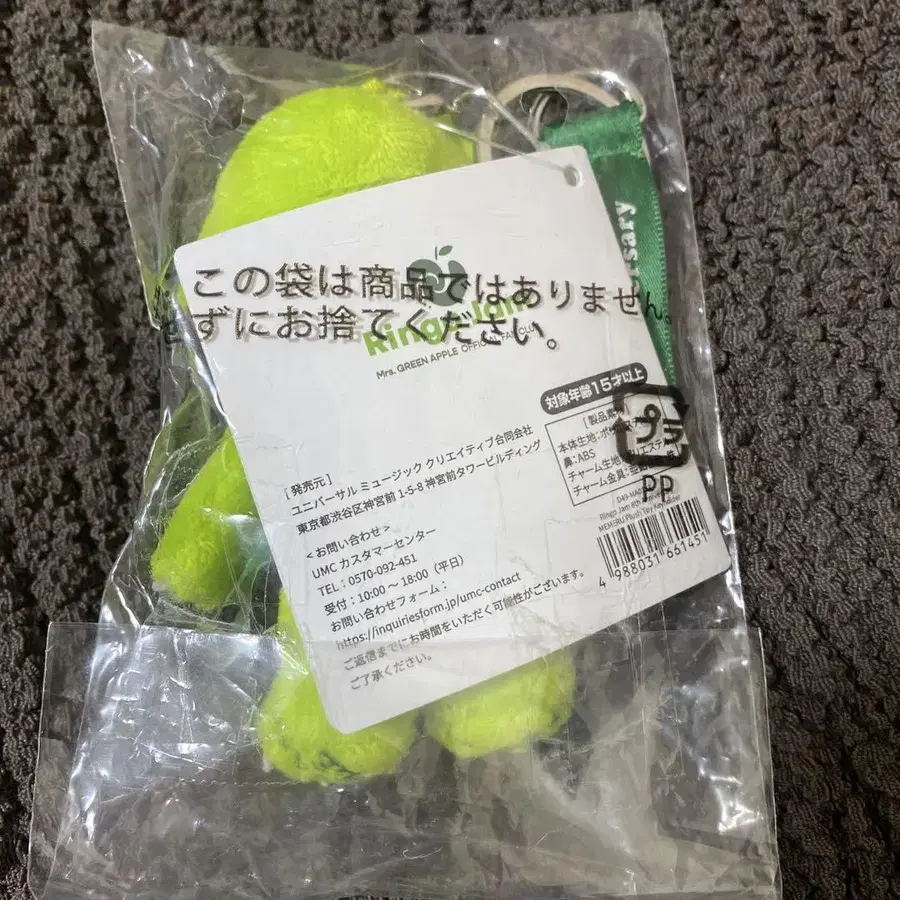 この袋は商品ではありません。
ずにお捨てください。
Ringo Jam
Mrs. GREEN APPLE OFFICIAL FAN CLUB
rsary
対象年齢15才以上
[製品素
本体生地:ポ
鼻:ABS
チャーム生地:
チャーム金具:
プラ
PP
[発売元]
ユニバーサル ミュージック クリエイティブ合同会社
東京都渋谷区神宮前 1-5-8 神宮前タワービルディング
<お問い合わせ>
UMC カスタマーセンター
TEL:0570-092-451
受付:10:00 ~ 18:00(平日)
お問い合わせフォーム:
https://inquiriesform.jp/umc-contact
ご返信までにお時間をいただく可能性がございます。
ご了承ください。
Ringo Jam 8th
MEMERU Plush Toy Key
4 988031 661451